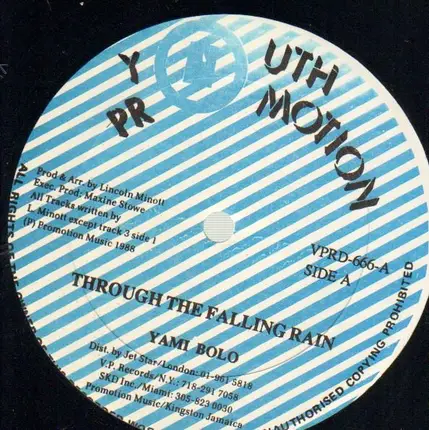 Y UTH
PR MOTION
Prod & Arr. by Lincoln Minott
Exec. Prod: Maxine Stowe
All Tracks written by
L. Minott except track 3 side 1
(P) Promotion Music 1988
VPRD-666-A
SIDE A
THROUGH THE FALLING RAIN
YAMI BOLO
Dist. by Jet Star/London: 01-961 5818
V.P. Records/N.Y.: 718-291 7058
SKD Inc./Miami: 305-823 0030
Promotion Music/Kingston Jamaica
ALL RIGHTS
UNAUTHORISED COPYING PROHIBITED